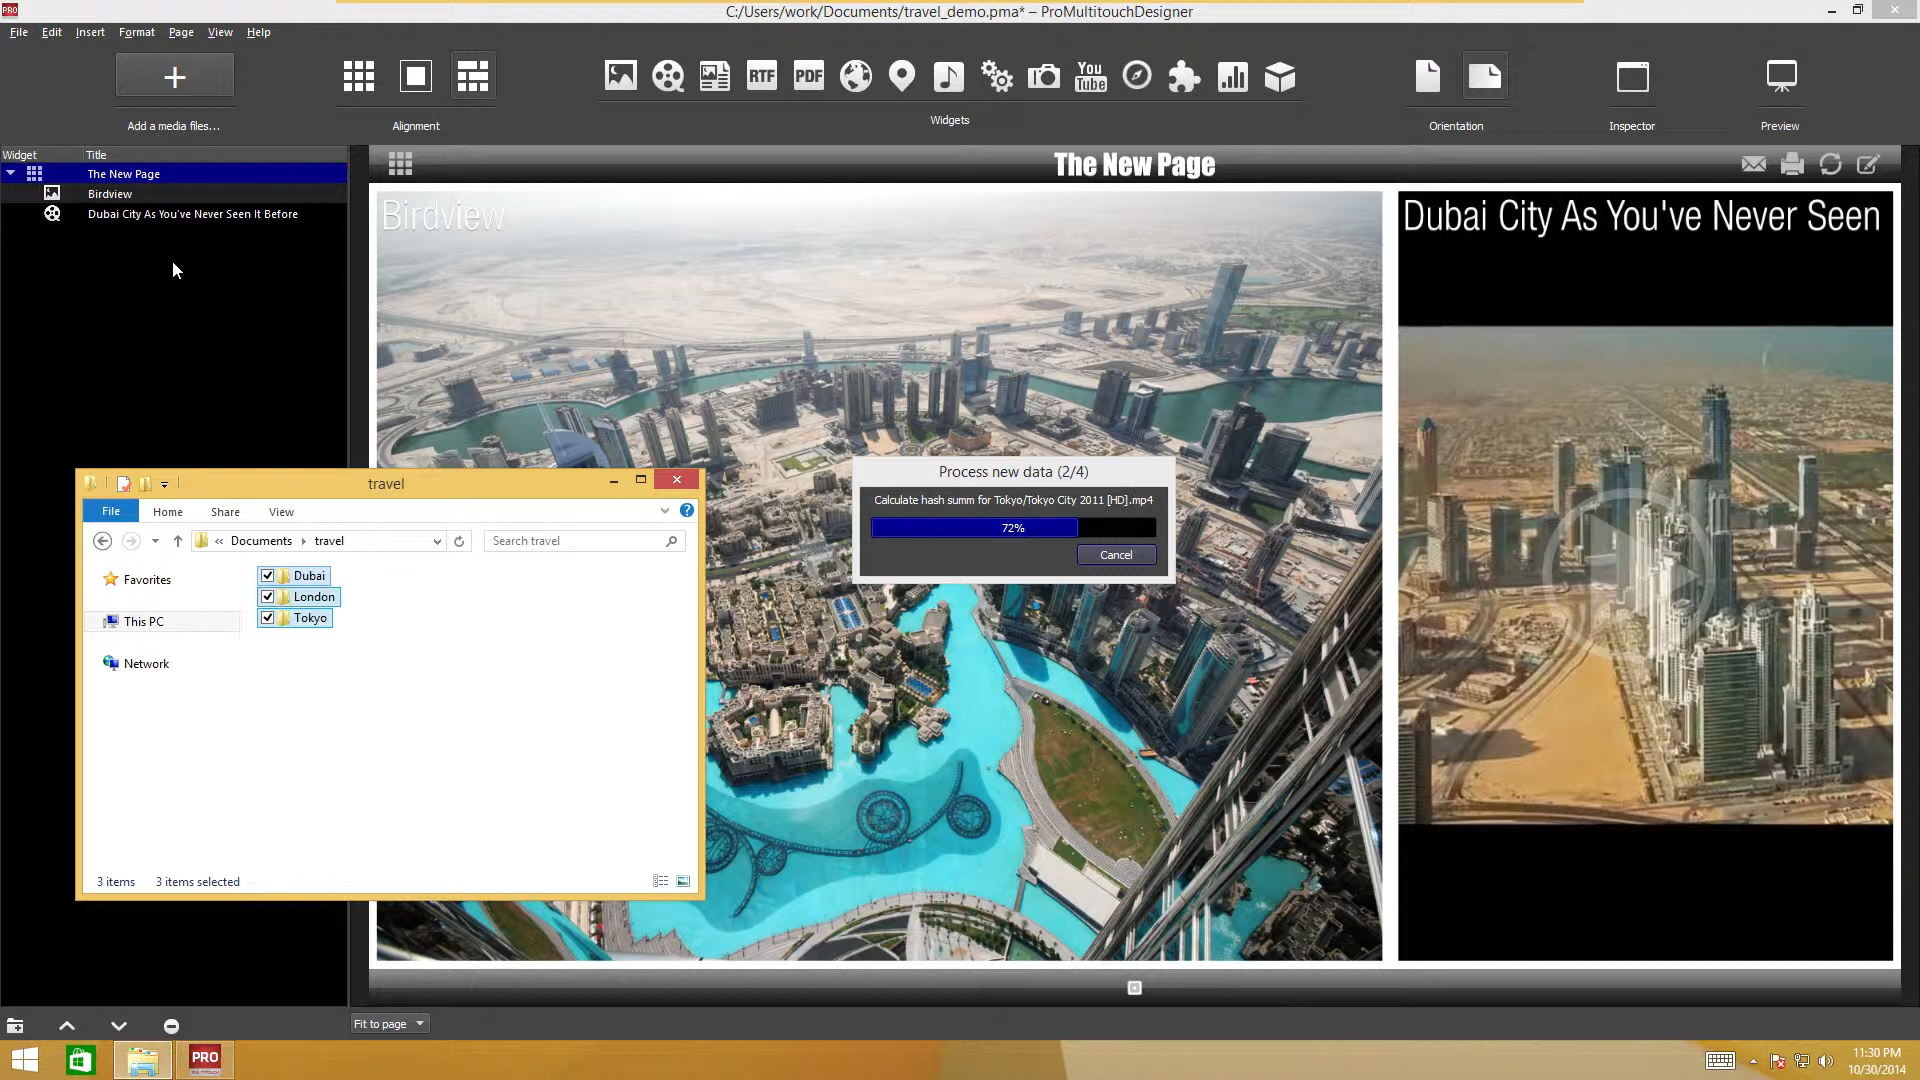 PRO
C:/Users/work/Documents/travel_demo.pma* – ProMultitouchDesigner
File Edit Insert Format Page View Help
RTF PDF You Tube
Add a media files...
Alignment
Widgets
Orientation
Inspector
Preview
Widget Title
The New Page
Birdview
Dubai City As You've Never Seen It Before
The New Page
Birdview
Dubai City As You've Never Seen
travel
File Home Share View
« Documents travel
Search travel
Favorites
This PC
Network
Dubai
London
Tokyo
3 items 3 items selected
Process new data (2/4)
Calculate hash summ for Tokyo/Tokyo City 2011 [HD].mp4
72%
Cancel
Fit to page
PRO
MULTITOUCH
11:30 PM
10/30/2014